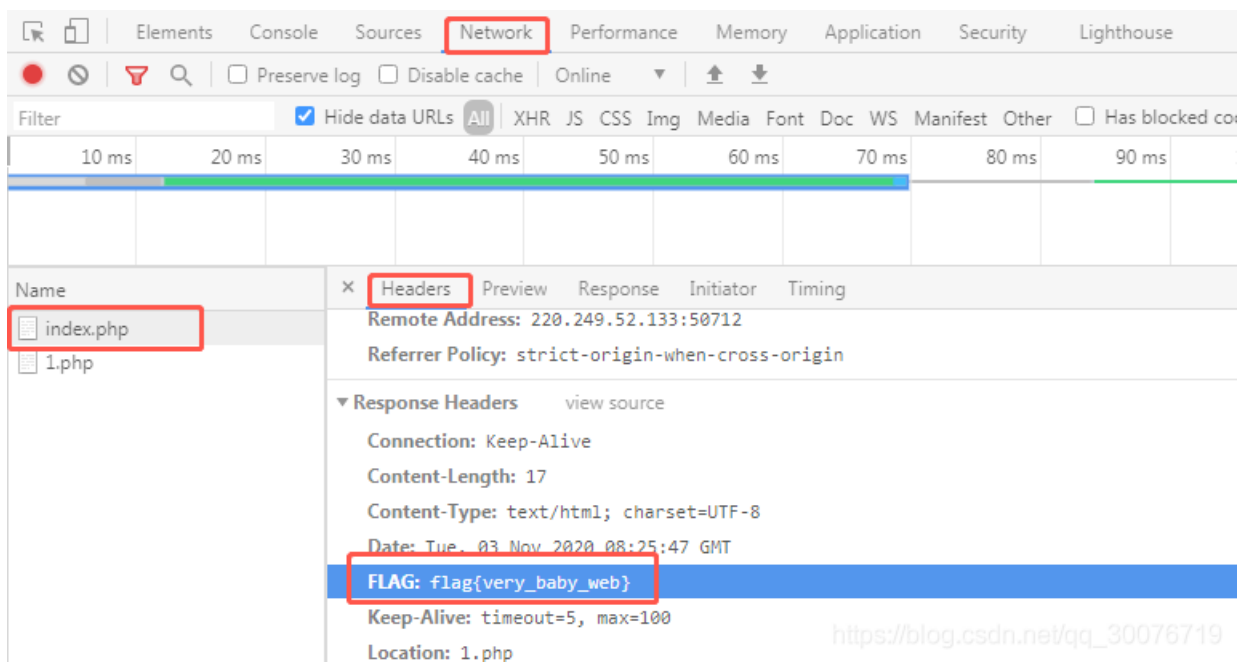 Elements Console Sources Network Performance Memory Application Security Lighthouse
Preserve log Disable cache Online
Filter Hide data URLs All XHR JS CSS Img Media Font Doc WS Manifest Other Has blocked coo
10 ms 20 ms 30 ms 40 ms 50 ms 60 ms 70 ms 80 ms 90 ms
Name × Headers Preview Response Initiator Timing
Remote Address: 220.249.52.133:50712
index.php
Referrer Policy: strict-origin-when-cross-origin
1.php
Response Headers view source
Connection: Keep-Alive
Content-Length: 17
Content-Type: text/html; charset=UTF-8
Date: Tue, 03 Nov 2020 08:25:47 GMT
FLAG: flag{very_baby_web}
Keep-Alive: timeout=5, max=100
https://blog.csdn.net/qq_30076719
Location: 1.php